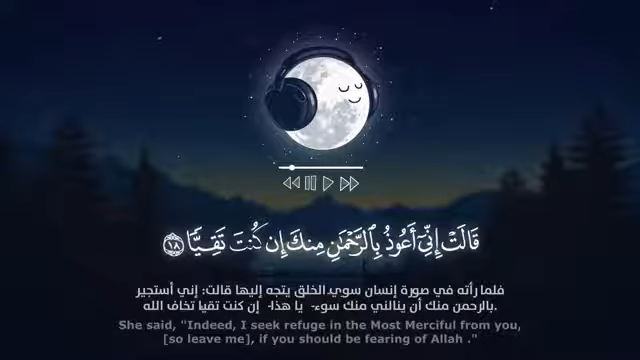 قَالَتْ إِنِّىٓ أَعُوذُ بِٱلرَّحْمَٰنِ مِنكَ إِن كُنتَ تَقِيًّا ١٨
فلما رأته في صورة إنسان سوي الخلق يتجه إليها قالت: إني أستجير
بالرحمن منك أن ينالني منك سوء- يا هذا- إن كنت تقيا تخاف الله.
She said, "Indeed, I seek refuge in the Most Merciful from you,
[so leave me], if you should be fearing of Allah ."